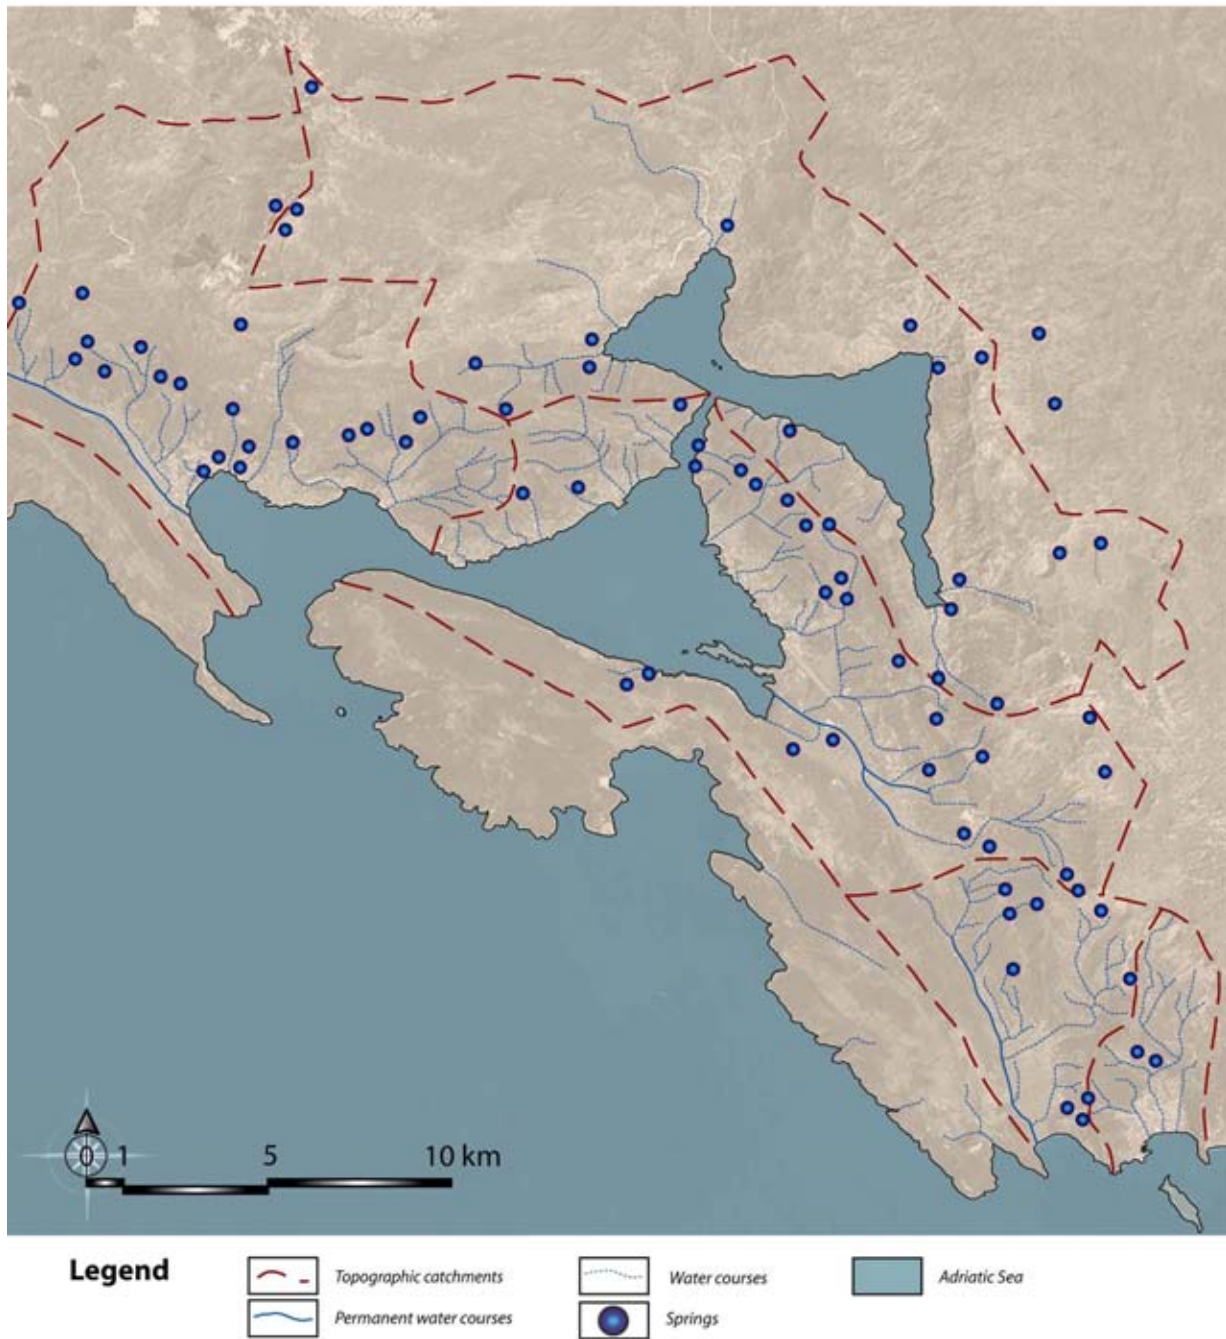 0 1 5 10 km
Legend
Topographic catchments
Water courses
Adriatic Sea
Permanent water courses
Springs